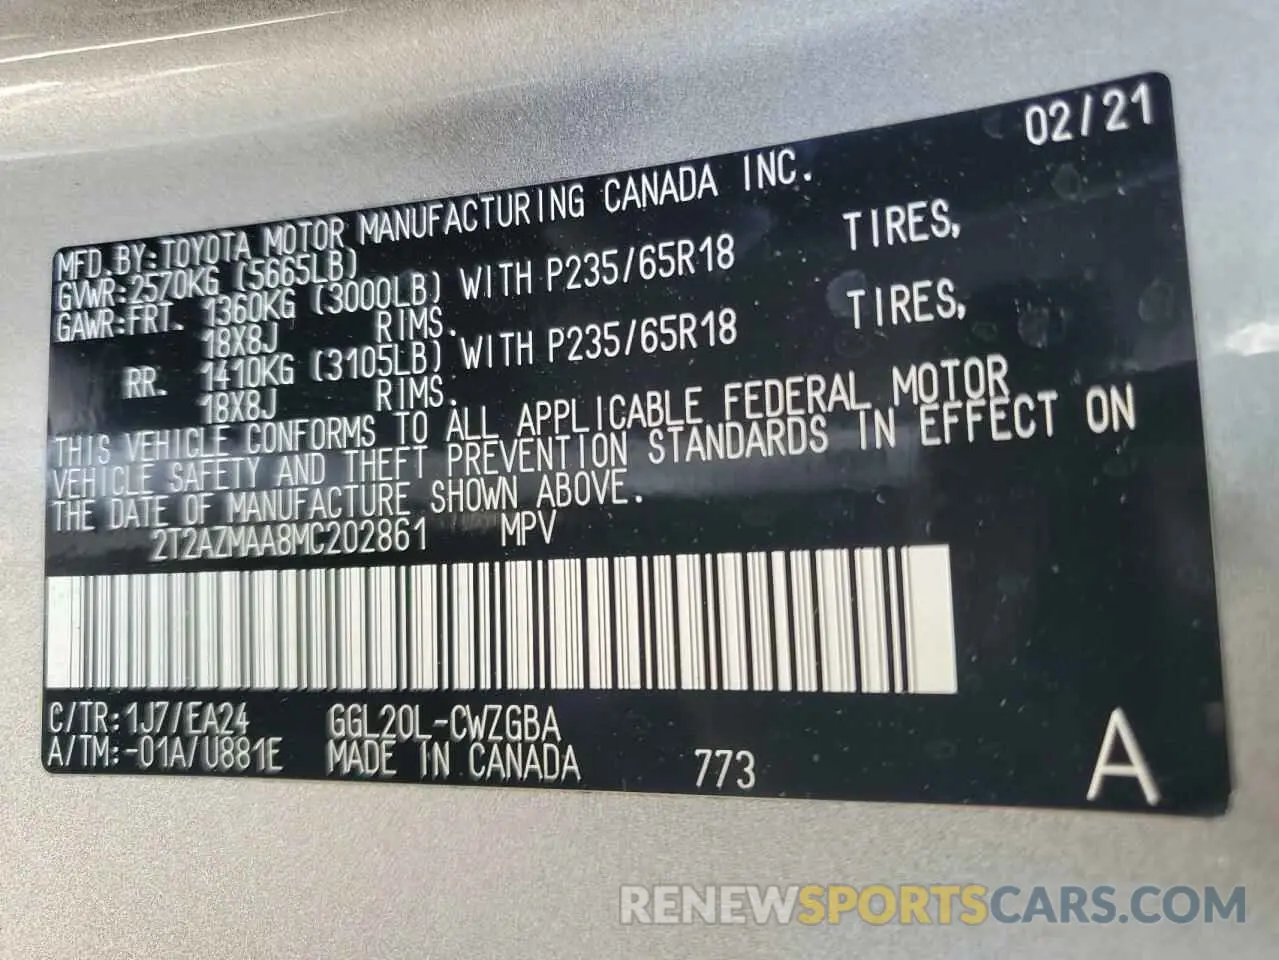 02/21
MFD.BY:TOYOTA MOTOR MANUFACTURING CANADA INC.
GVWR:2570KG (5665LB)
GAWR:FRT. 1360KG (3000LB) WITH P235/65R18 TIRES,
18X8J RIMS.
RR. 1410KG (3105LB) WITH P235/65R18 TIRES,
18X8J RIMS.
THIS VEHICLE CONFORMS TO ALL APPLICABLE FEDERAL MOTOR
VEHICLE SAFETY AND THEFT PREVENTION STANDARDS IN EFFECT ON
THE DATE OF MANUFACTURE SHOWN ABOVE.
2T2AZMAA8MC202861 MPV
C/TR:1J7/EA24 GGL20L-CWZGBA
A/TM:-01A/U881E MADE IN CANADA 773 A
RENEWSPORTSCARS.COM